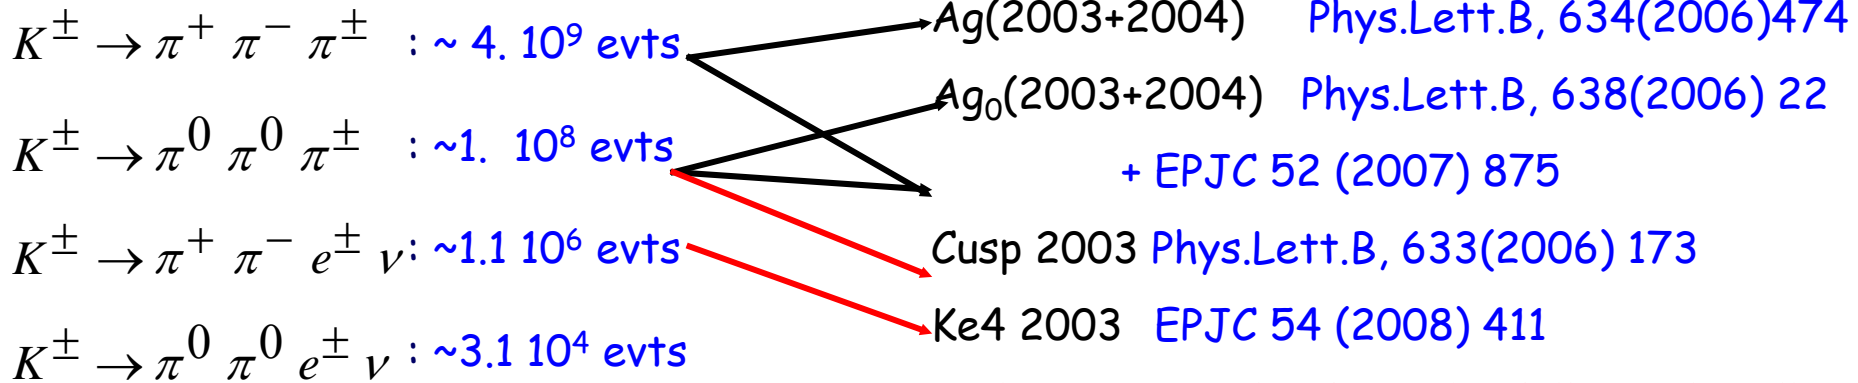 K± → π+ π− π± : ~ 4. 10⁹ evts
K± → π0 π0 π± : ~1. 10⁸ evts
K± → π+ π− e± ν : ~1.1 10⁶ evts
K± → π0 π0 e± ν : ~3.1 10⁴ evts
Ag(2003+2004) Phys.Lett.B, 634(2006)474
Ag₀(2003+2004) Phys.Lett.B, 638(2006) 22
+ EPJC 52 (2007) 875
Cusp 2003 Phys.Lett.B, 633(2006) 173
Ke4 2003 EPJC 54 (2008) 411